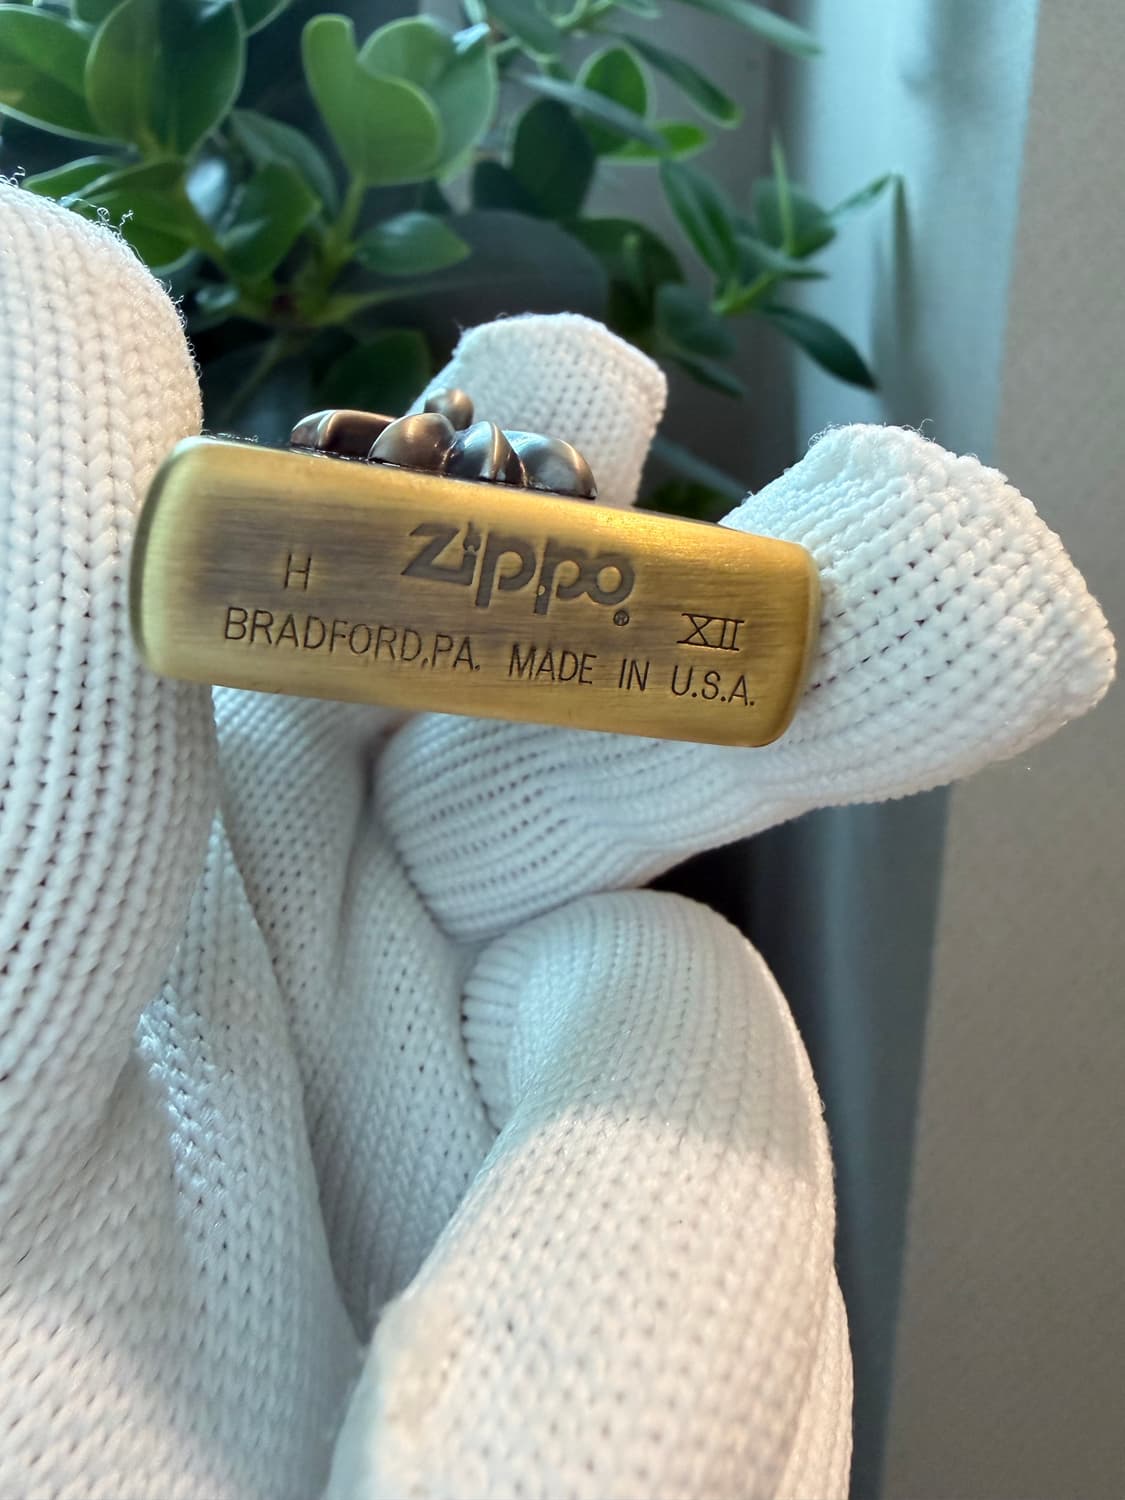 H Zippo® XII
BRADFORD,PA. MADE IN U.S.A.